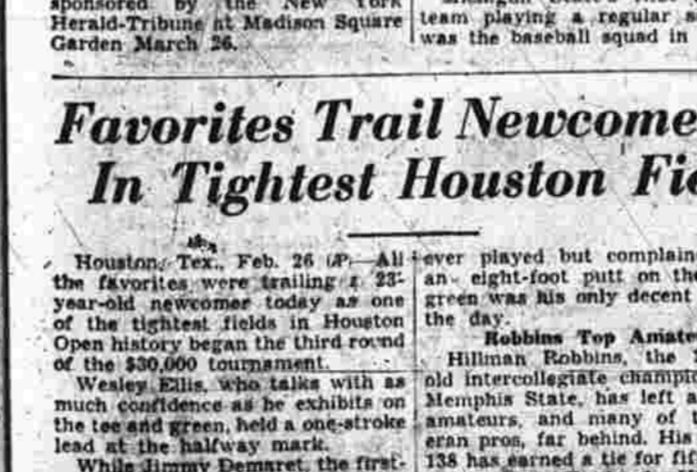 sponsored by the New York
Herald-Tribune at Madison Square
Garden March 26.
team playing a regular
was the baseball squad in
Favorites Trail Newcome
In Tightest Houston Fi
Houston, Tex., Feb. 26 (AP)—All
the favorites were trailing a 23-
year-old newcomer today as one
of the tightest fields in Houston
Open history began the third round
of the $30,000 tournament.
Wesley Ellis, who talks with as
much confidence as he exhibits on
the tee and green, held a one-stroke
lead at the halfway mark.
While Jimmy Demaret, the first-
ever played but complain
an eight-foot putt on the
green was his only decent
the day.
Robbins Top Amate
Hillman Robbins, the
old intercollegiate champio
Memphis State, has left a
amateurs, and many of
eran pros, far behind. His
138 has earned a tie for fi